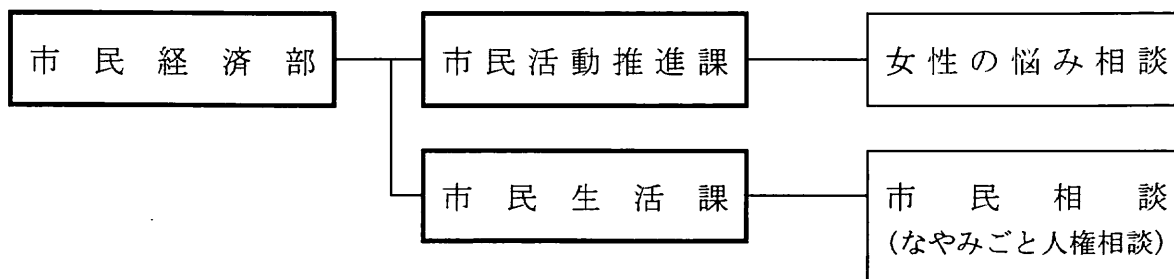 市民経済部
市民活動推進課
女性の悩み相談
市民生活課
市民相談
(なやみごと人権相談)